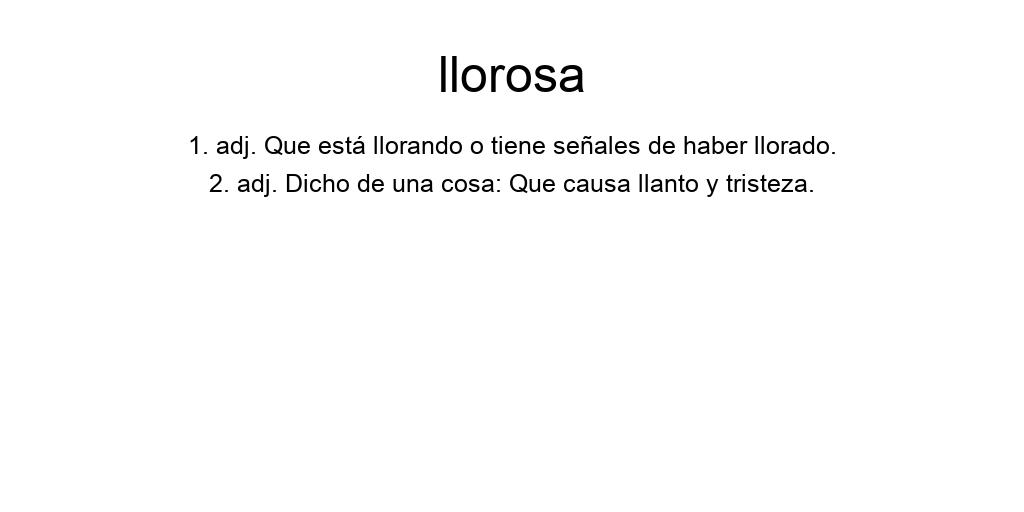 llorosa
1. adj. Que está llorando o tiene señales de haber llorado.
2. adj. Dicho de una cosa: Que causa llanto y tristeza.